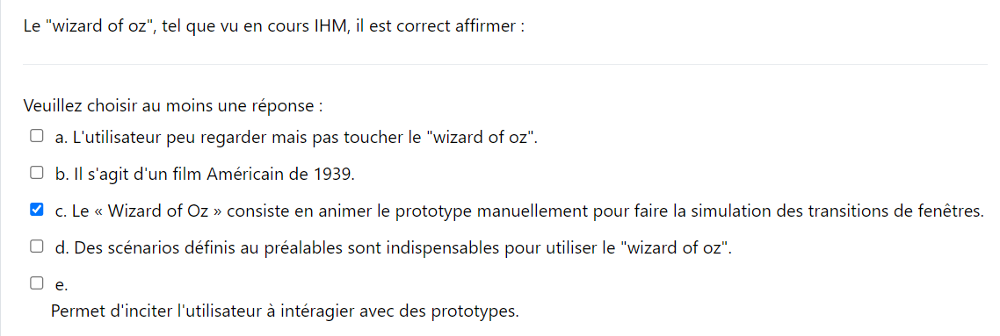 Le "wizard of oz", tel que vu en cours IHM, il est correct affirmer :
Veuillez choisir au moins une réponse :
a. L'utilisateur peu regarder mais pas toucher le "wizard of oz".
b. Il s'agit d'un film Américain de 1939.
c. Le « Wizard of Oz » consiste en animer le prototype manuellement pour faire la simulation des transitions de fenêtres.
d. Des scénarios définis au préalables sont indispensables pour utiliser le "wizard of oz".
e.
Permet d'inciter l'utilisateur à intéragier avec des prototypes.